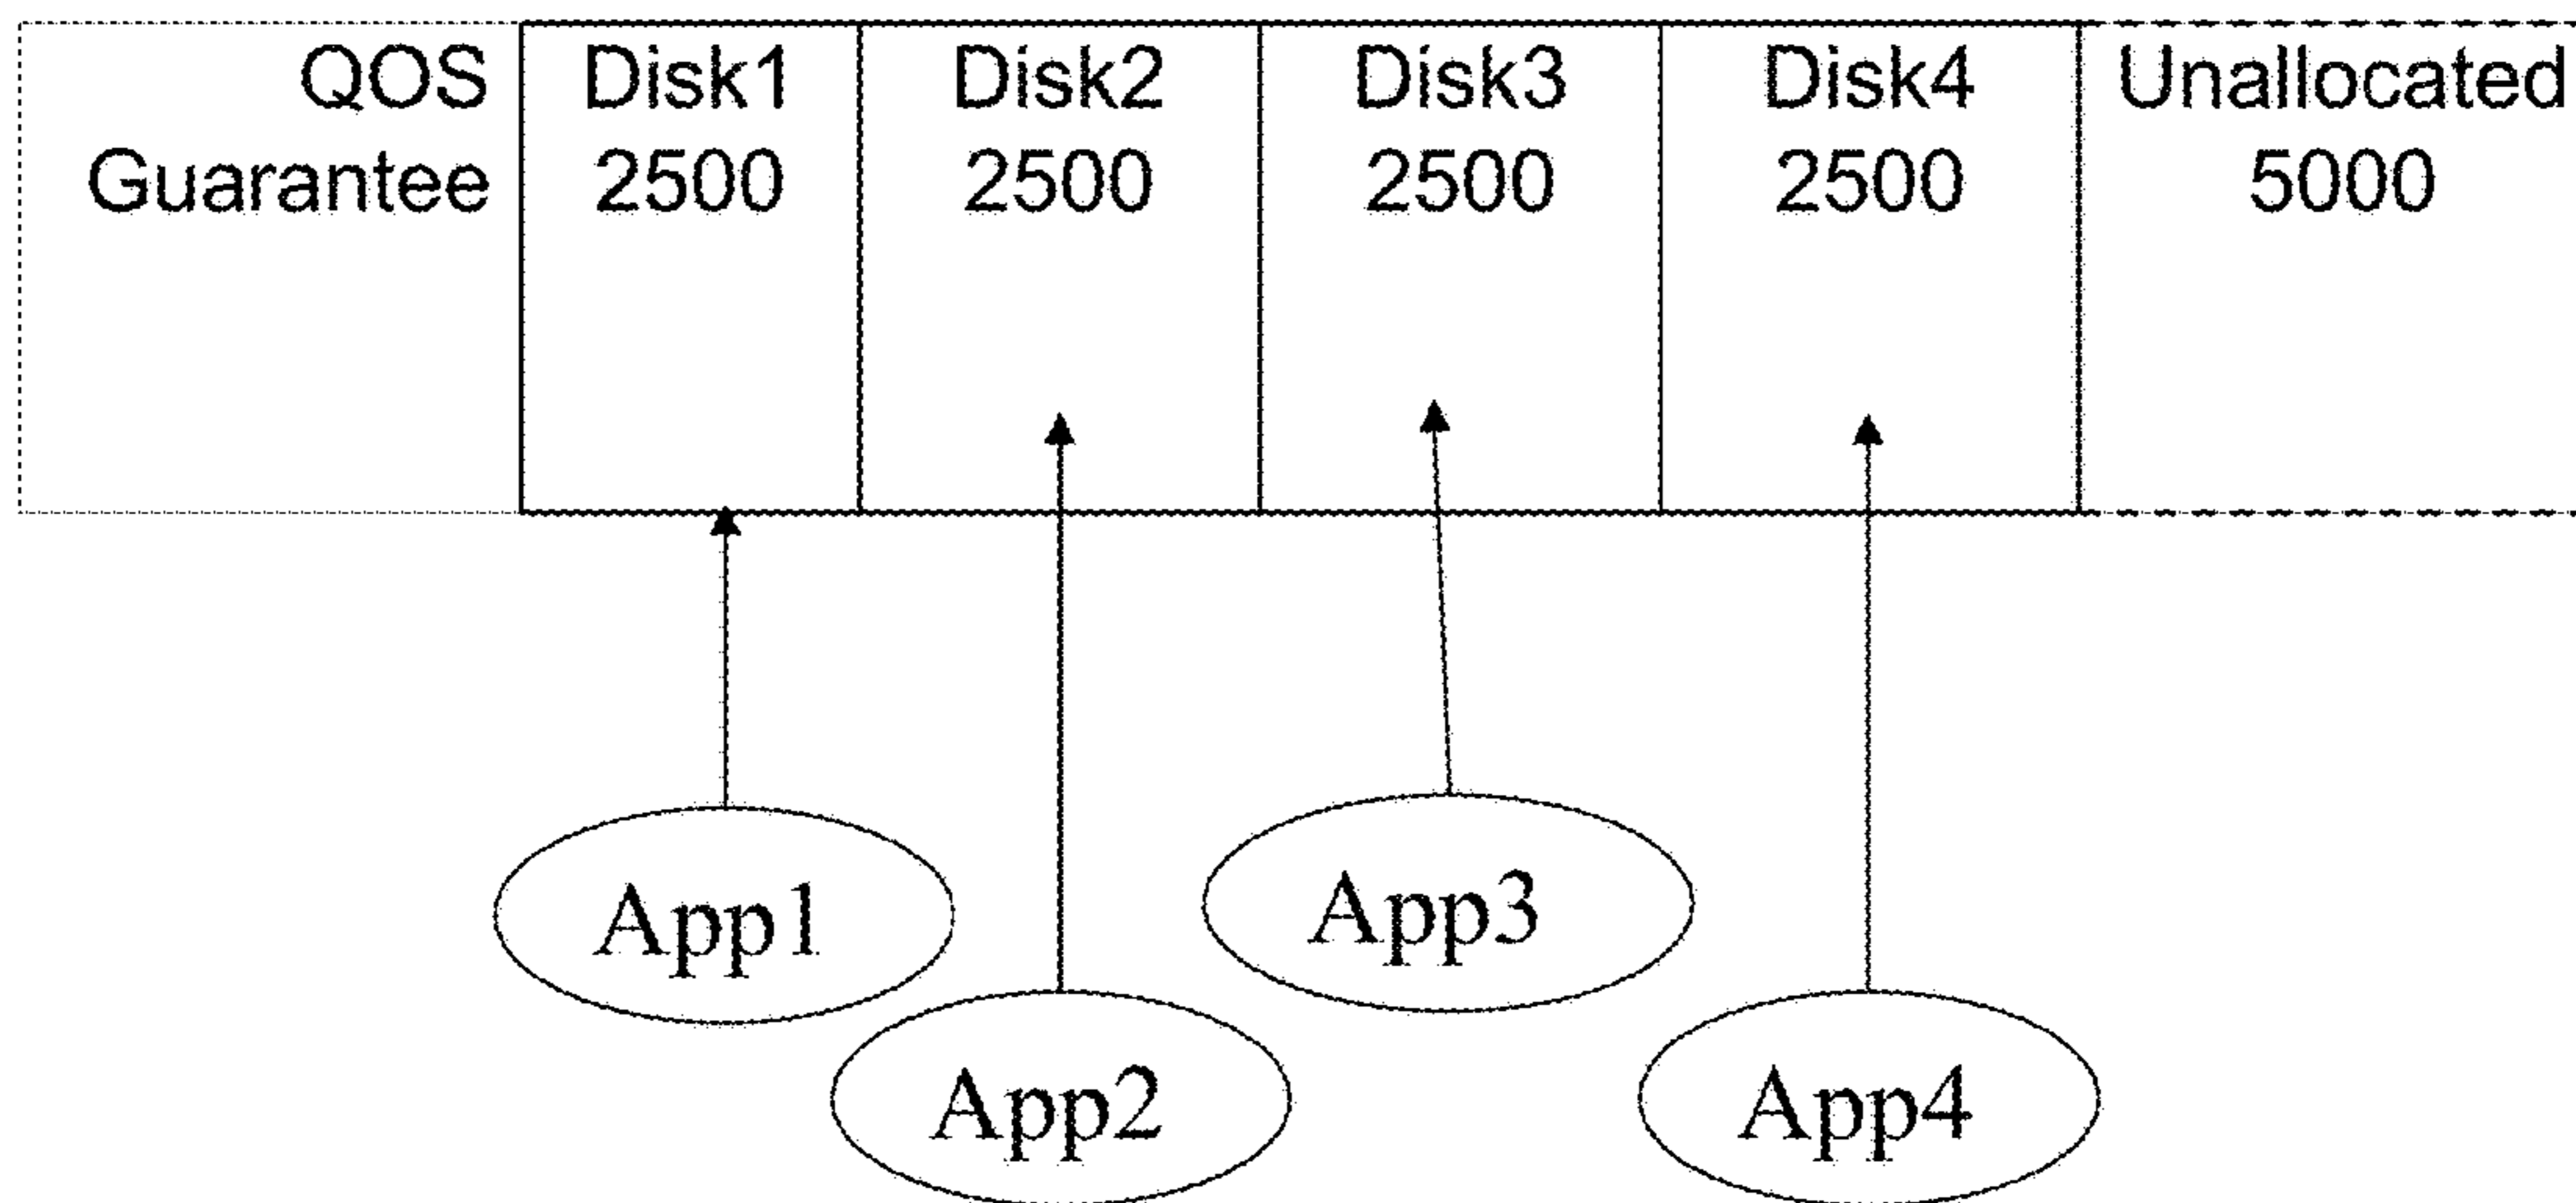 QOS Disk1 Disk2 Disk3 Disk4 Unallocated
Guarantee 2500 2500 2500 2500 5000
App1
App3
App2
App4